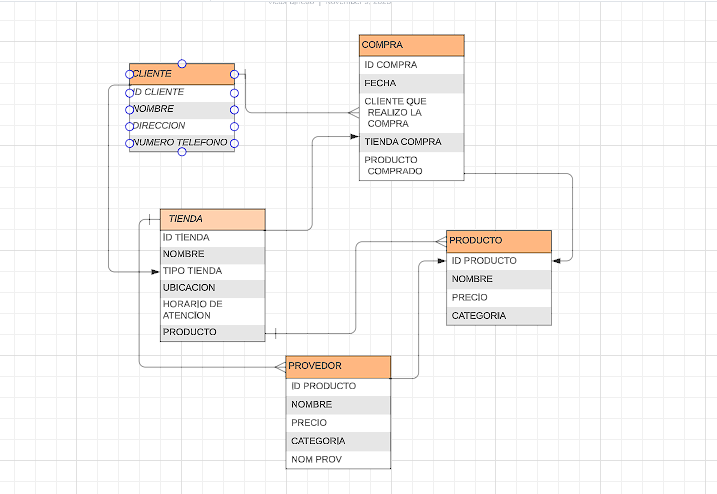 COMPRA
ID COMPRA
FECHA
CLIENTE QUE
REALIZO LA
COMPRA
TIENDA COMPRA
PRODUCTO
COMPRADO
CLIENTE
ID CLIENTE
NOMBRE
DIRECCION
NUMERO TELEFONO
TIENDA
ID TIENDA
NOMBRE
TIPO TIENDA
UBICACION
HORARIO DE
ATENCION
PRODUCTO
PRODUCTO
ID PRODUCTO
NOMBRE
PRECIO
CATEGORIA
PROVEDOR
ID PRODUCTO
NOMBRE
PRECIO
CATEGORIA
NOM PROV